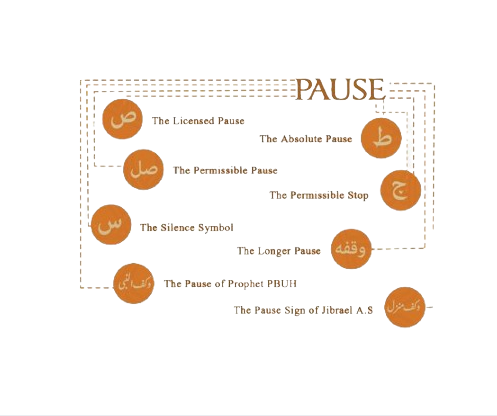 PAUSE
ص The Licensed Pause
The Absolute Pause ط
صل The Permissible Pause
The Permissible Stop ج
س The Silence Symbol
The Longer Pause وقفه
وقف النبى The Pause of Prophet PBUH
The Pause Sign of Jibrael A.S وقف منزل